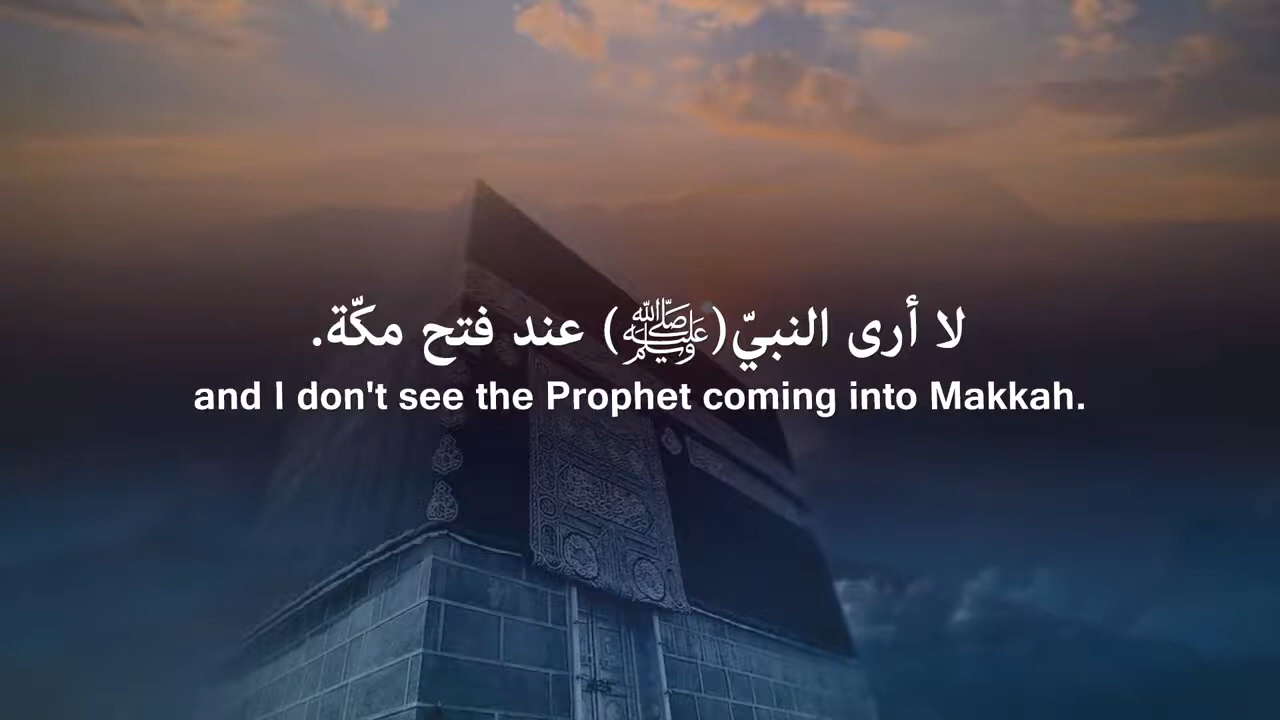 لا أرى النبيّ(ﷺ) عند فتح مكّة.
and I don't see the Prophet coming into Makkah.